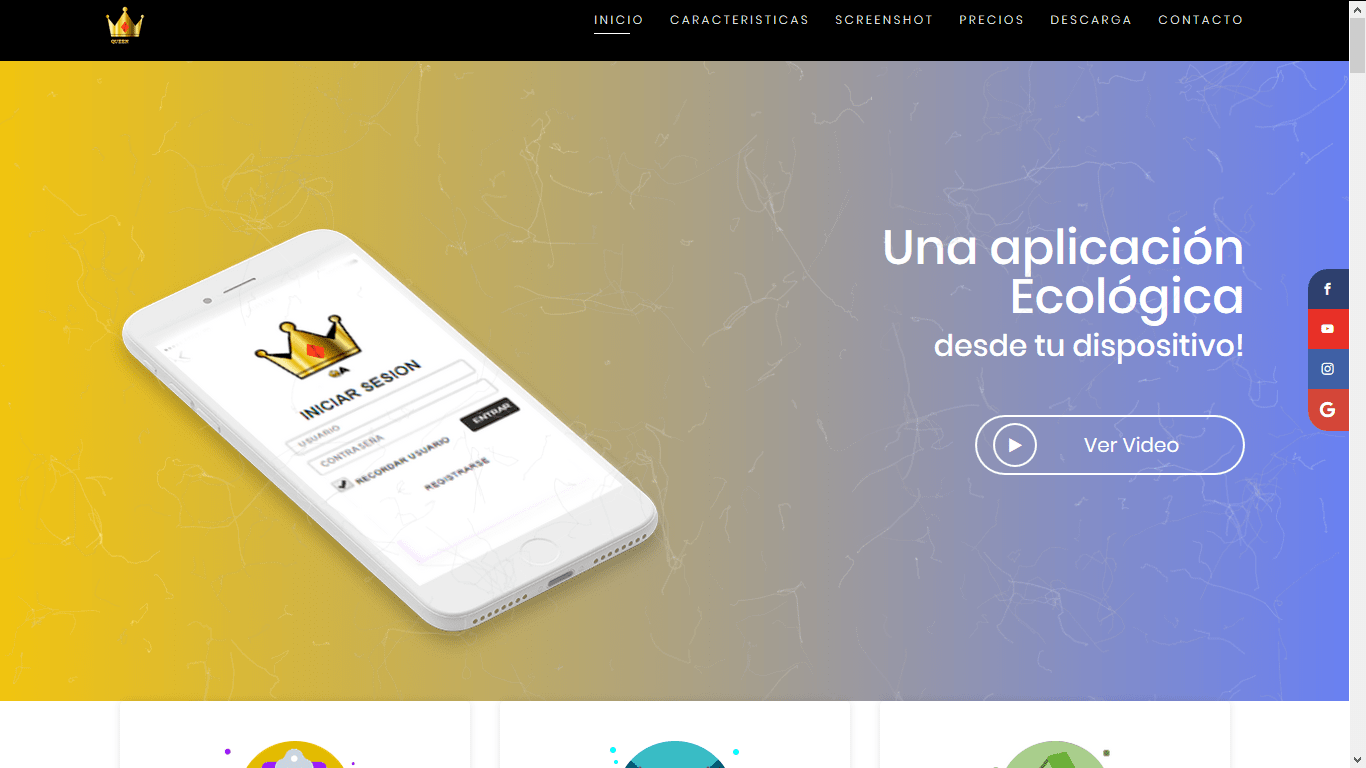 QUEEN
INICIO CARACTERISTICAS SCREENSHOT PRECIOS DESCARGA CONTACTO
Una aplicación
Ecológica
desde tu dispositivo!
Ver Video
INICIAR SESION
USUARIO
CONTRASEÑA
ENTRAR
RECORDAR USUARIO
REGISTRARSE